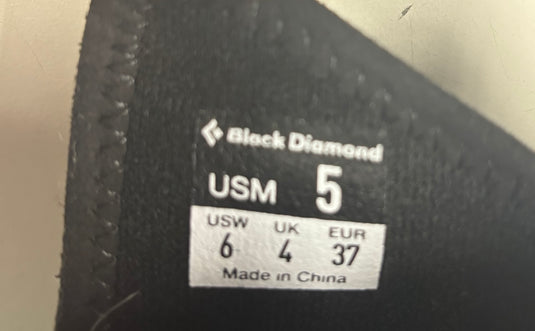 Black Diamond
USM 5
USW UK EUR
6 4 37
Made in China